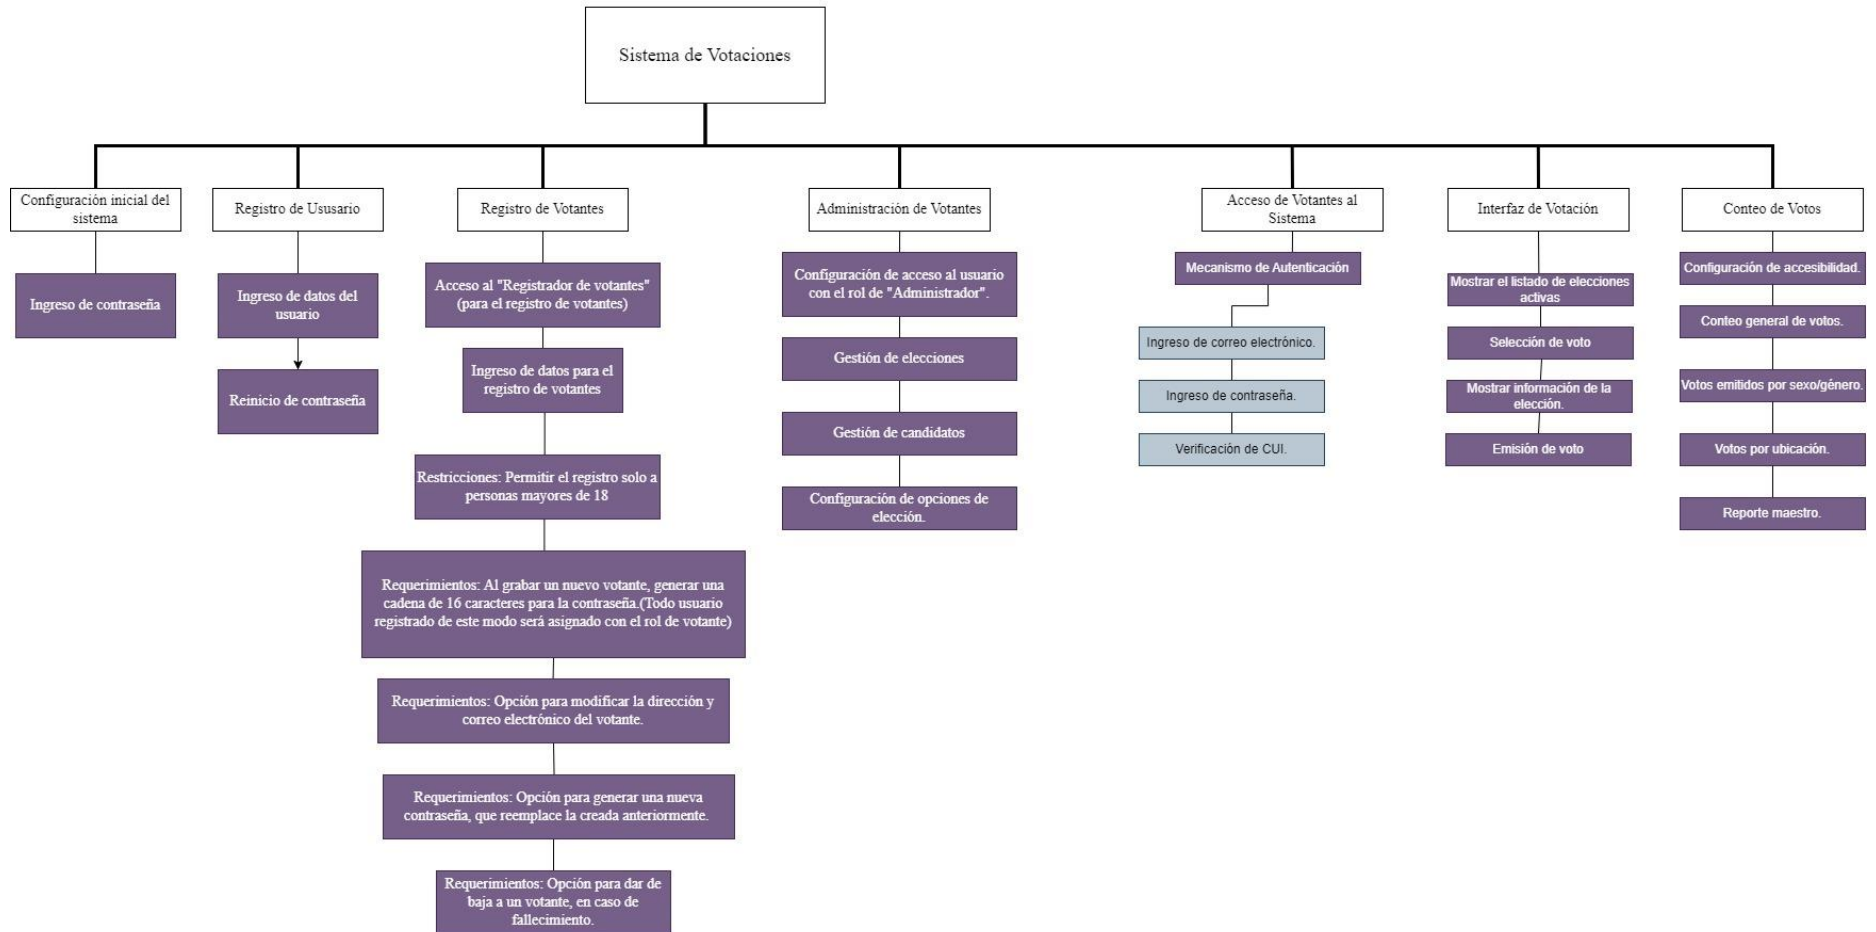 Sistema de Votaciones
Configuración inicial del
sistema
Ingreso de contraseña
Registro de Ususario
Ingreso de datos del
usuario
Reinicio de contraseña
Registro de Votantes
Acceso al "Registrador de votantes"
(para el registro de votantes)
Ingreso de datos para el
registro de votantes
Restricciones: Permitir el registro solo a
personas mayores de 18
Requerimientos: Al grabar un nuevo votante, generar una
cadena de 16 caracteres para la contraseña.(Todo usuario
registrado de este modo será asignado con el rol de votante)
Requerimientos: Opción para modificar la dirección y
correo electrónico del votante.
Requerimientos: Opción para generar una nueva
contraseña, que reemplace la creada anteriormente.
Requerimientos: Opción para dar de
baja a un votante, en caso de
fallecimiento.
Administración de Votantes
Configuración de acceso al usuario
con el rol de "Administrador".
Gestión de elecciones
Gestión de candidatos
Configuración de opciones de
elección.
Acceso de Votantes al
Sistema
Mecanismo de Autenticación
Ingreso de correo electrónico.
Ingreso de contraseña.
Verificación de CUI.
Interfaz de Votación
Mostrar el listado de elecciones
activas
Selección de voto
Mostrar información de la
elección.
Emisión de voto
Conteo de Votos
Configuración de accesibilidad.
Conteo general de votos.
Votos emitidos por sexo/género.
Votos por ubicación.
Reporte maestro.